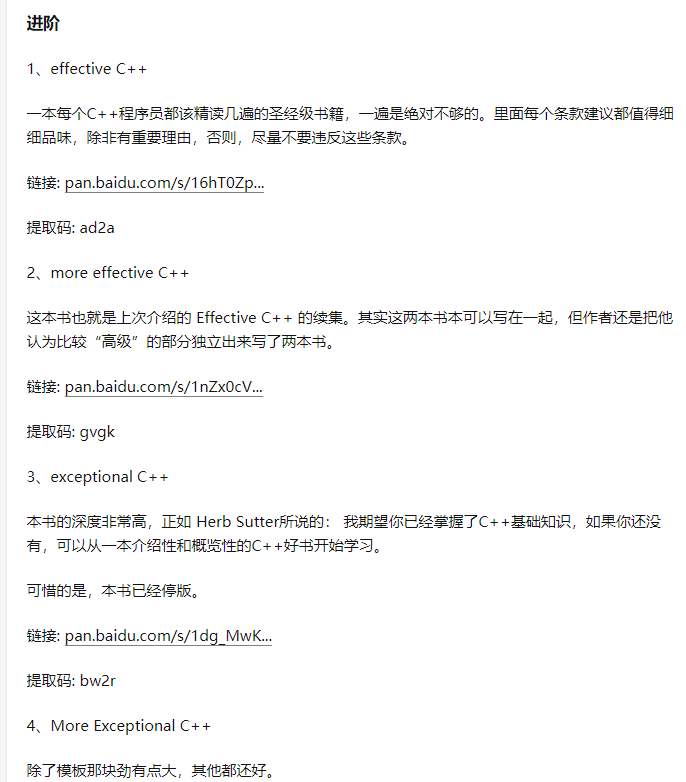 进阶
1、effective C++
一本每个C++程序员都该精读几遍的圣经级书籍，一遍是绝对不够的。里面每个条款建议都值得细
细品味，除非有重要理由，否则，尽量不要违反这些条款。
链接: pan.baidu.com/s/16hT0Zp...
提取码: ad2a
2、more effective C++
这本书也就是上次介绍的 Effective C++ 的续集。其实这两本书本可以写在一起，但作者还是把他
认为比较“高级”的部分独立出来写了两本书。
链接: pan.baidu.com/s/1nZx0cV...
提取码: gvgk
3、exceptional C++
本书的深度非常高，正如 Herb Sutter所说的： 我期望你已经掌握了C++基础知识，如果你还没
有，可以从一本介绍性和概览性的C++好书开始学习。
可惜的是，本书已经停版。
链接: pan.baidu.com/s/1dg_MwK...
提取码: bw2r
4、More Exceptional C++
除了模板那块劲有点大，其他都还好。